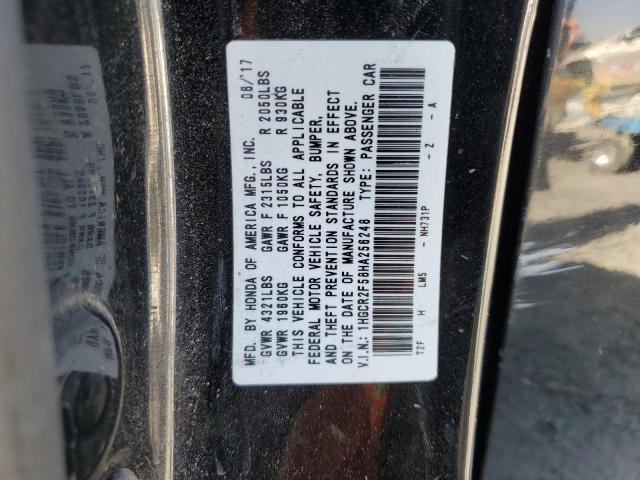 MFD. BY HONDA OF AMERICA MFG., INC. 06/17
GVWR 4321LBS GAWR F 2315LBS R 2050LBS
GVWR 1960KG GAWR F 1050KG R 930KG
THIS VEHICLE CONFORMS TO ALL APPLICABLE
FEDERAL MOTOR VEHICLE SAFETY, BUMPER,
AND THEFT PREVENTION STANDARDS IN EFFECT
ON THE DATE OF MANUFACTURE SHOWN ABOVE.
V.I.N.: 1HGCR2F58HA256248 TYPE: PASSENGER CAR
T2F H LM5 - NH731P - Z - A